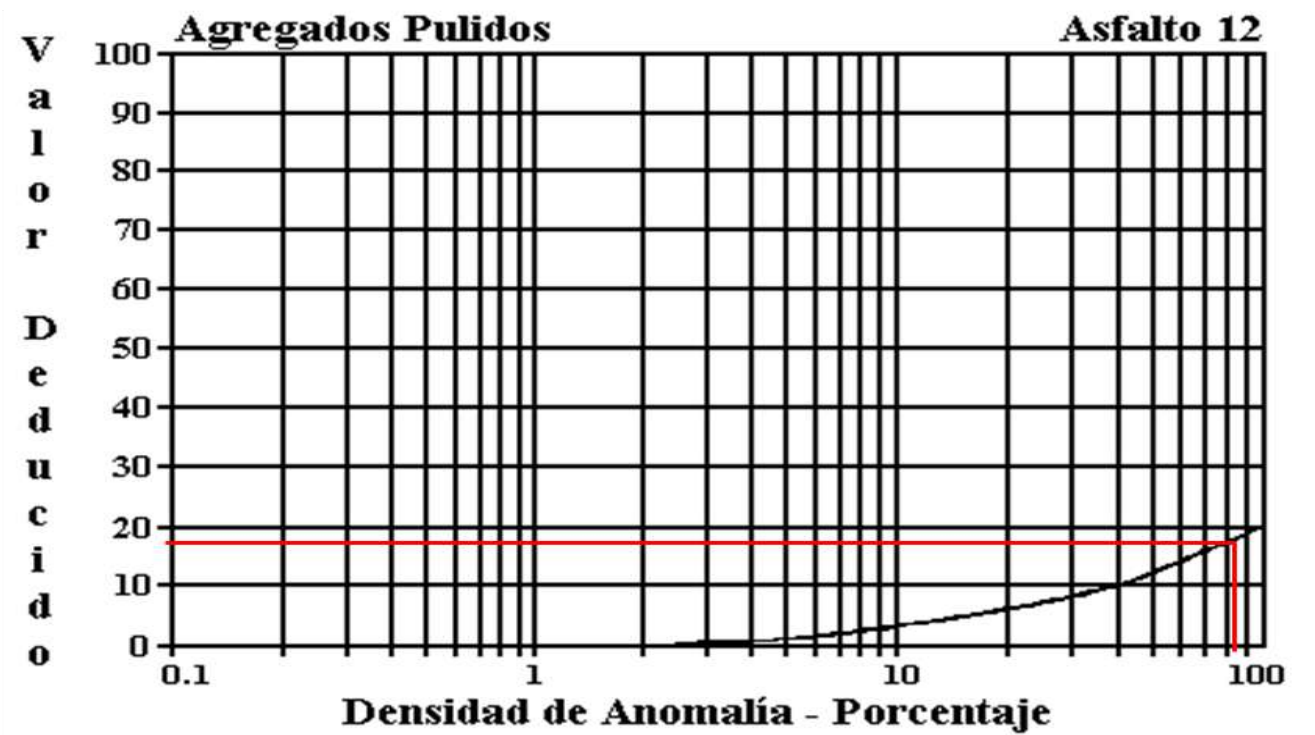 Agregados Pulidos
Asfalto 12
Valor Deducido
100
90
80
70
60
50
40
30
20
10
0
0.1 1 10 100
Densidad de Anomalía - Porcentaje